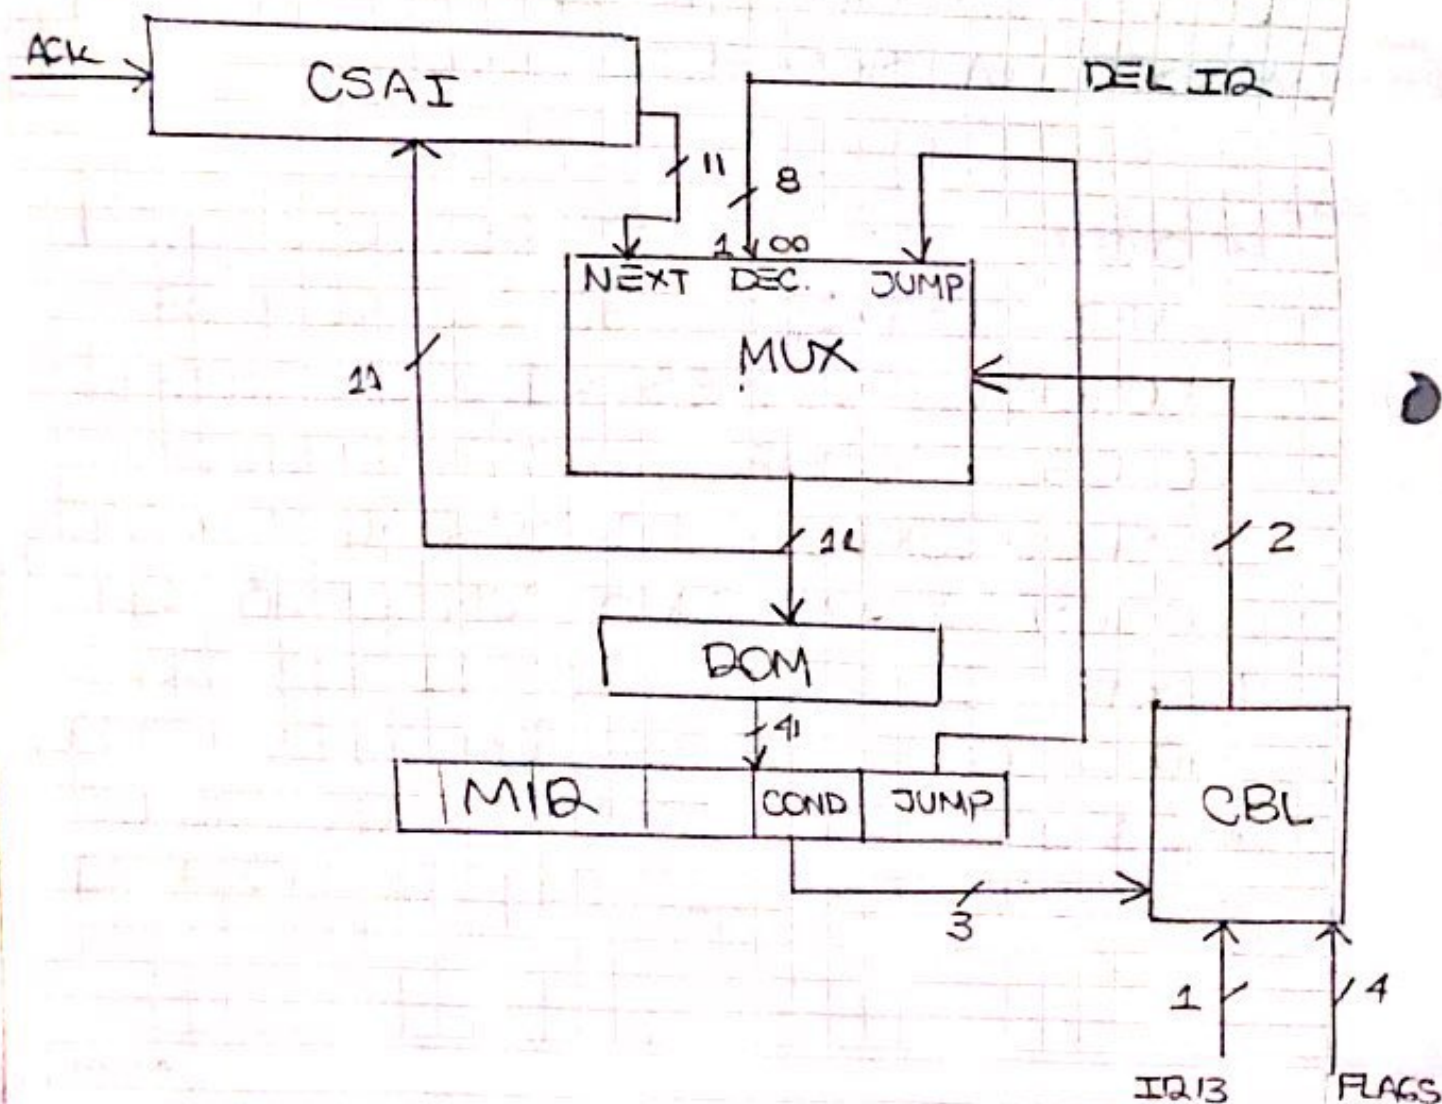 ACK
CSAI
DEL IR
11
8
1 00
NEXT DEC. JUMP
MUX
11
2
11
ROM
41
MIR COND JUMP
CBL
3
1
4
IR13 FLAGS